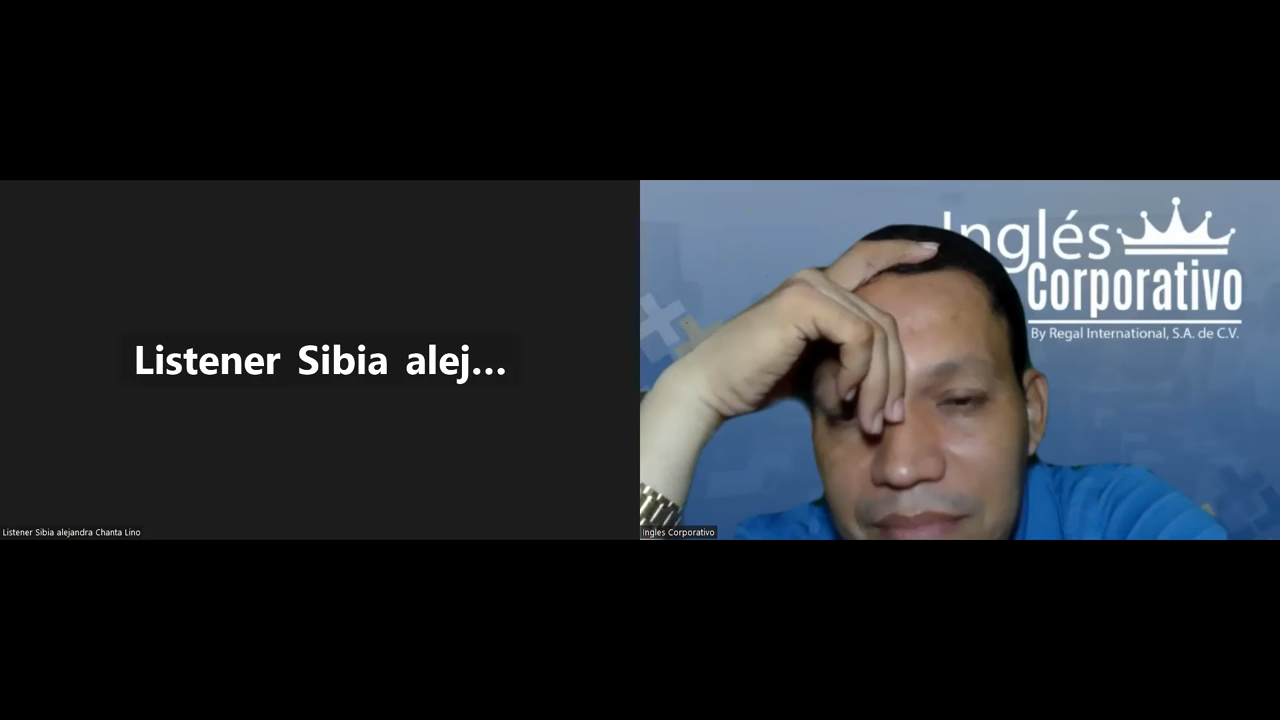 Listener Sibia alej...
Listener Sibia alejandra Chanta Lino
Inglés
Corporativo
By Regal International, S.A. de C.V.
Ingles Corporativo